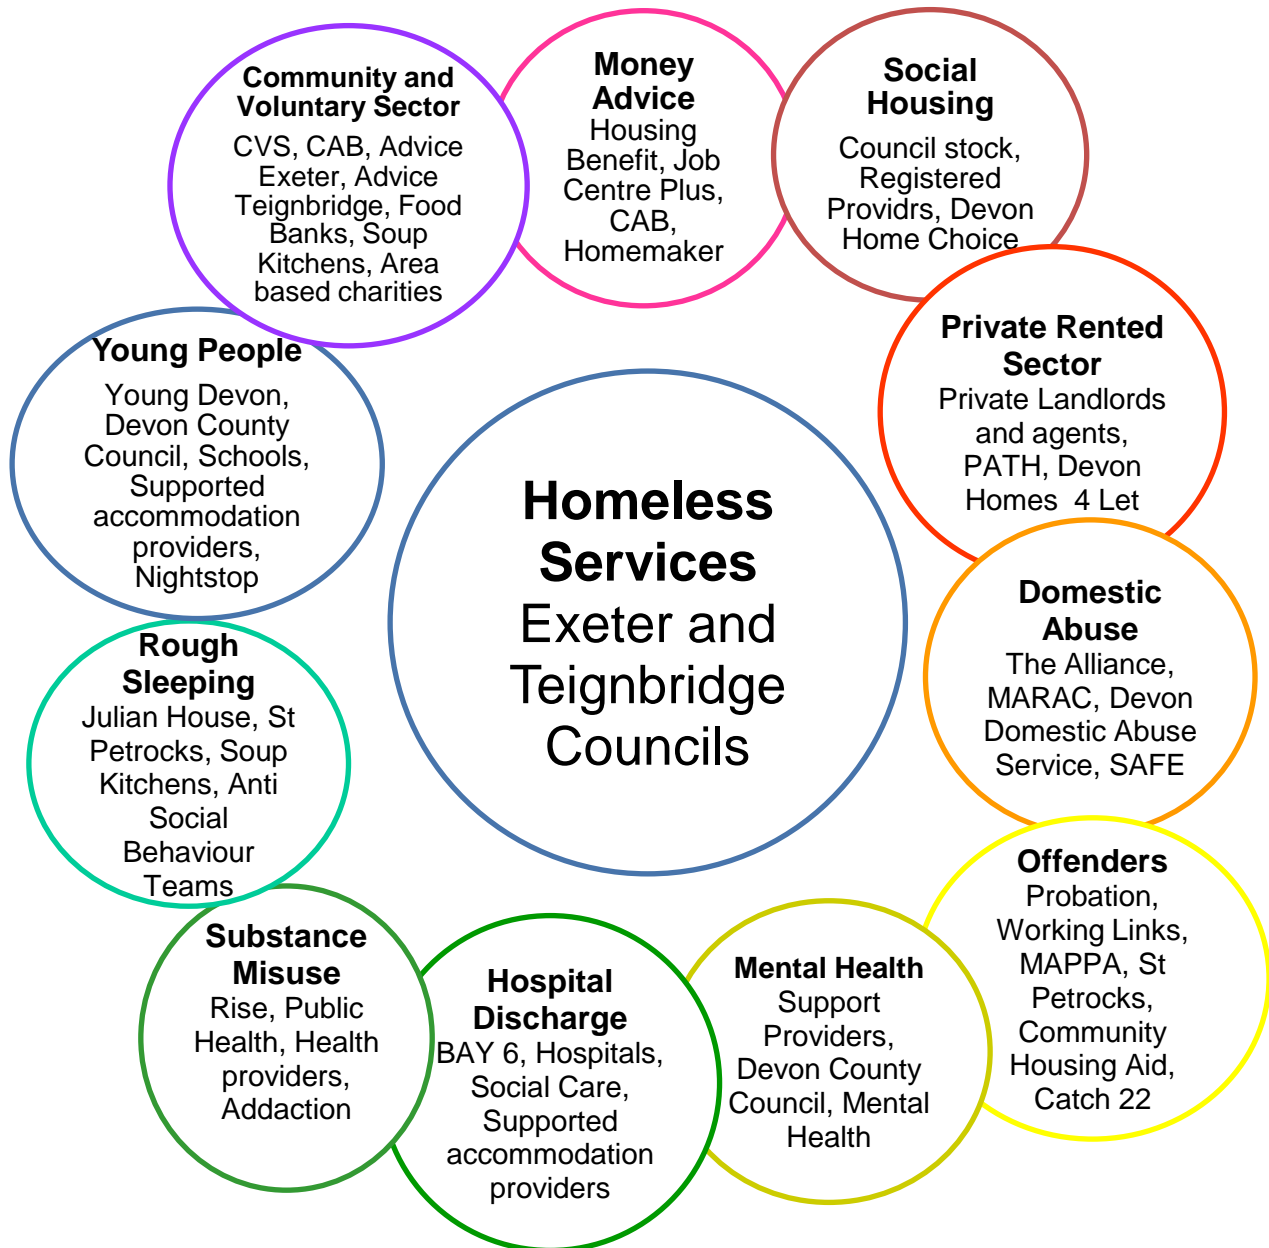 Community and
Voluntary Sector
CVS, CAB, Advice
Exeter, Advice
Teignbridge, Food
Banks, Soup
Kitchens, Area
based charities
Money
Advice
Housing
Benefit, Job
Centre Plus,
CAB,
Homemaker
Social
Housing
Council stock,
Registered
Providrs, Devon
Home Choice
Private Rented
Sector
Private Landlords
and agents,
PATH, Devon
Homes 4 Let
Domestic
Abuse
The Alliance,
MARAC, Devon
Domestic Abuse
Service, SAFE
Offenders
Probation,
Working Links,
MAPPA, St
Petrocks,
Community
Housing Aid,
Catch 22
Mental Health
Support
Providers,
Devon County
Council, Mental
Health
Hospital
Discharge
BAY 6, Hospitals,
Social Care,
Supported
accommodation
providers
Substance
Misuse
Rise, Public
Health, Health
providers,
Addaction
Rough
Sleeping
Julian House, St
Petrocks, Soup
Kitchens, Anti
Social
Behaviour
Teams
Young People
Young Devon,
Devon County
Council, Schools,
Supported
accommodation
providers,
Nightstop
Homeless
Services
Exeter and
Teignbridge
Councils